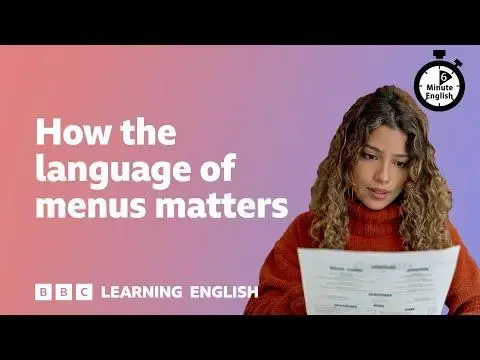 6
Minute
English
How the
language of
menus matters
BBC LEARNING ENGLISH